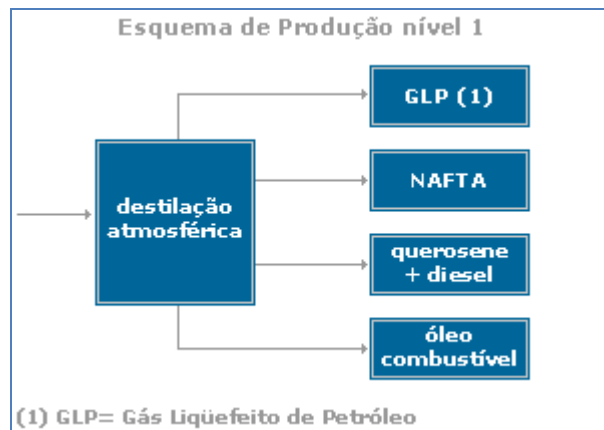 Esquema de Produção nível 1
GLP (1)
NAFTA
destilação
atmosférica
querosene
+ diesel
óleo
combustível
(1) GLP= Gás Liqüefeito de Petróleo